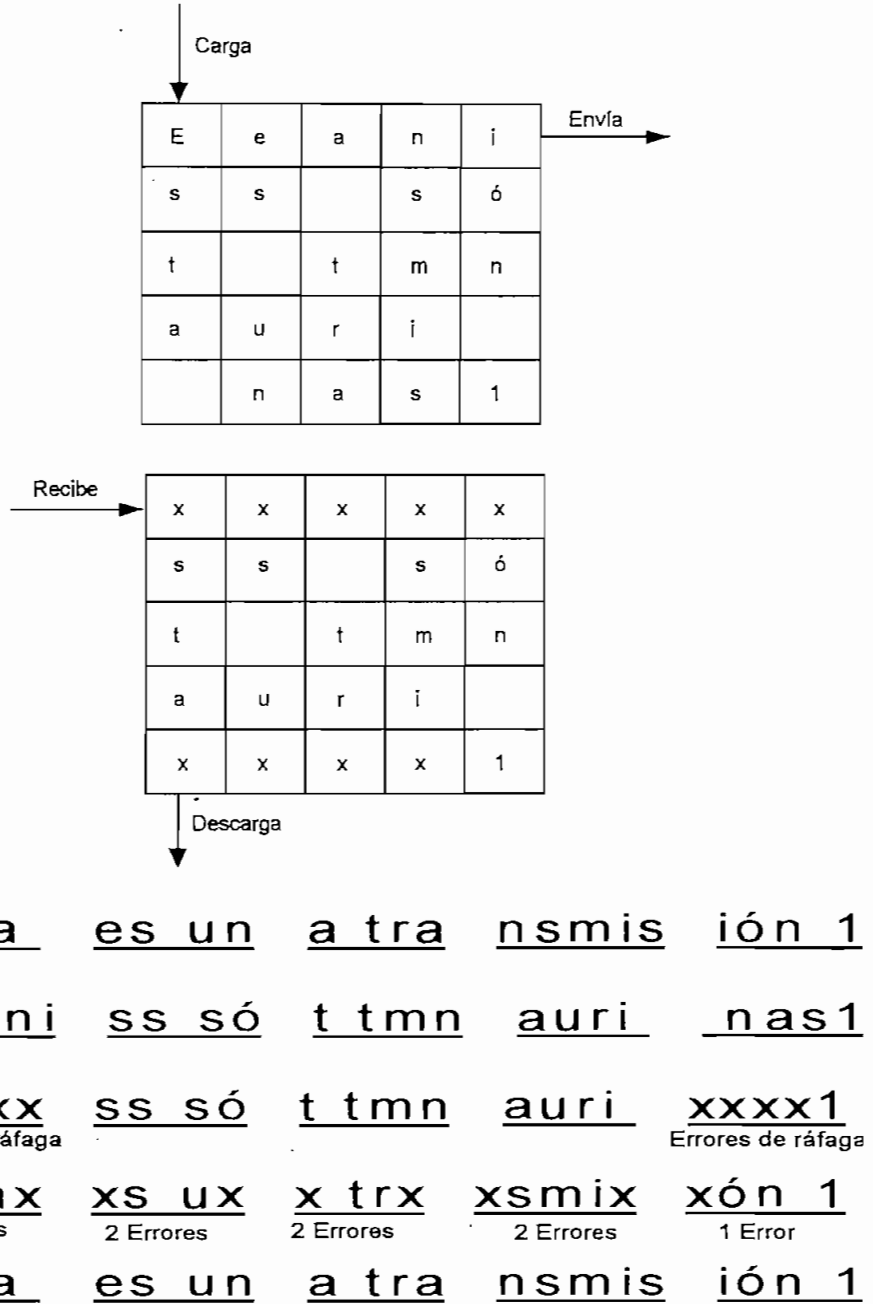 Carga
E e a n i
Envía
s s s ó
t t m n
a u r i
n a s 1
Recibe
x x x x x
s s s ó
t t m n
a u r i
x x x x 1
Descarga
a es un a tra nsmis ión 1
ni ss só t tmn auri nas1
xx ss só t tmn auri xxxx1
áfaga Errores de ráfaga
x xs ux x trx xsmix xón 1
s 2 Errores 2 Errores 2 Errores 1 Error
a es un a tra nsmis ión 1